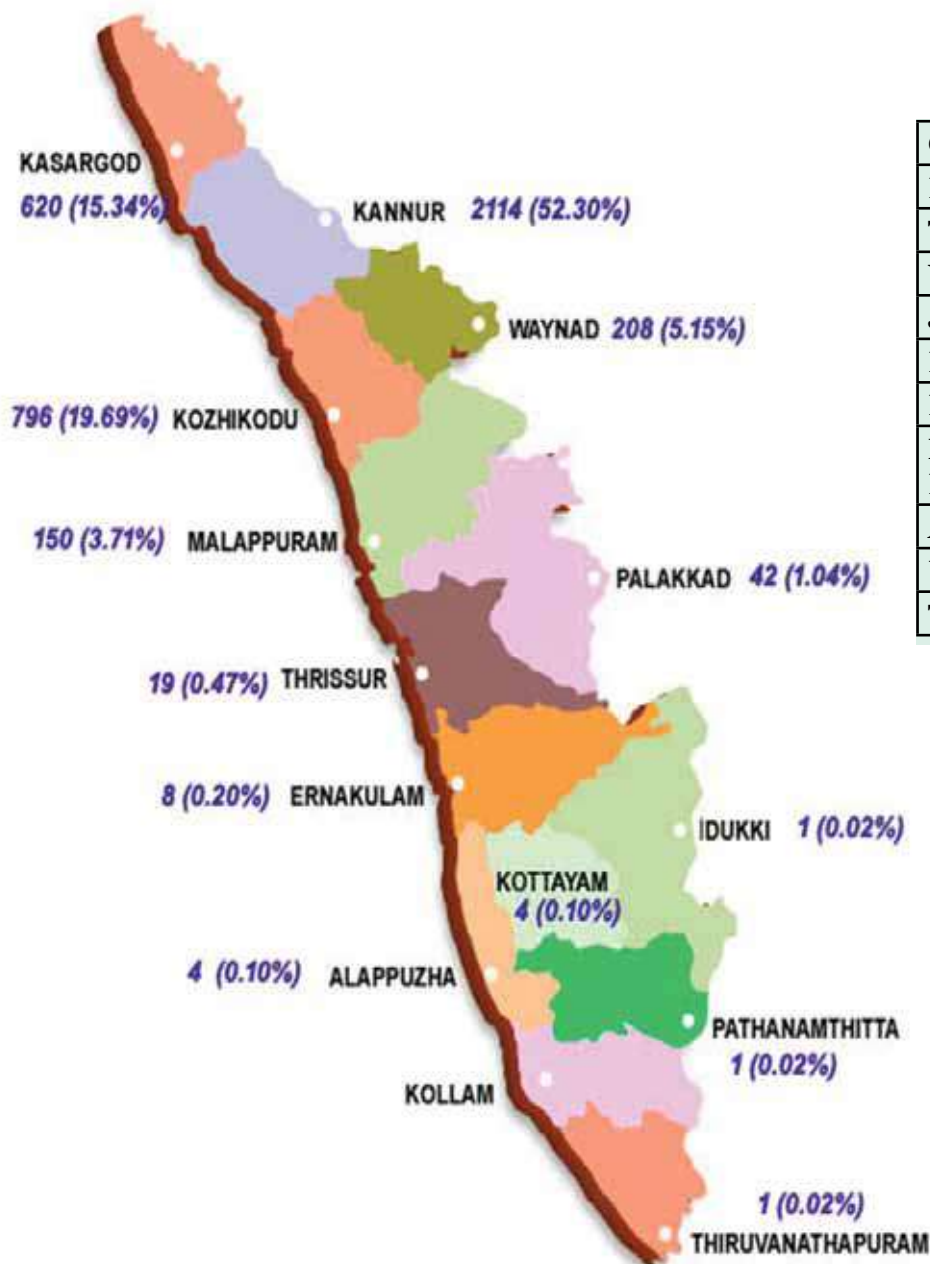 KASARGOD
620 (15.34%)
KANNUR 2114 (52.30%)
WAYNAD 208 (5.15%)
796 (19.69%) KOZHIKODU
150 (3.71%) MALAPPURAM
PALAKKAD 42 (1.04%)
19 (0.47%) THRISSUR
8 (0.20%) ERNAKULAM
IDUKKI 1 (0.02%)
KOTTAYAM
4 (0.10%)
4 (0.10%) ALAPPUZHA
PATHANAMTHITTA
1 (0.02%)
KOLLAM
1 (0.02%)
THIRUVANATHAPURAM